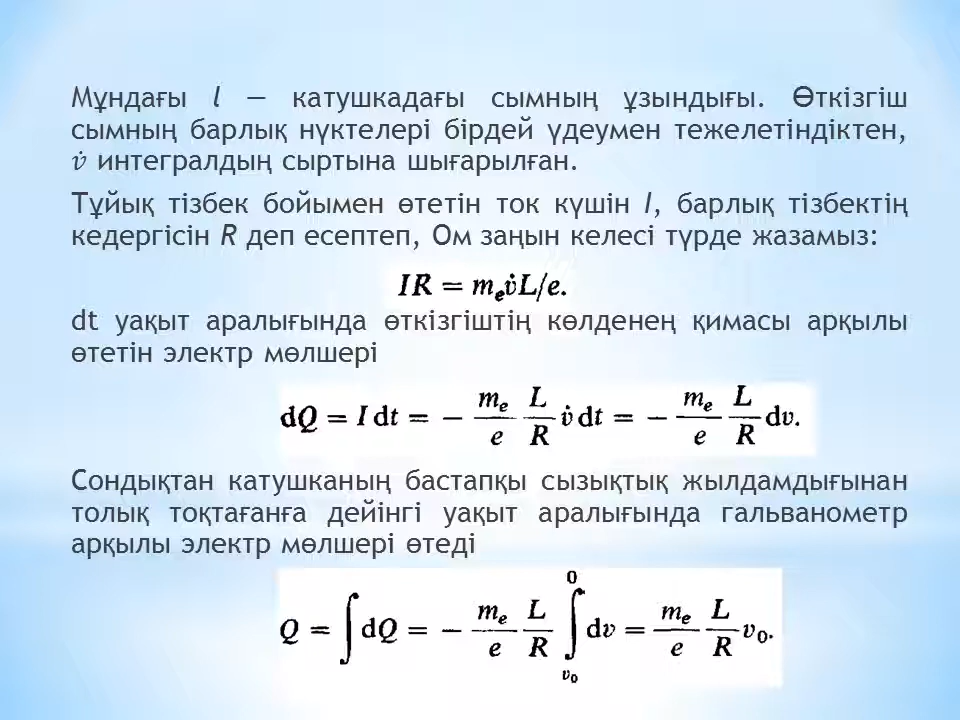 Мұндағы l — катушкадағы сымның ұзындығы. Өткізгіш
сымның барлық нүктелері бірдей үдеумен тежелетіндіктен,
v̇ интегралдың сыртына шығарылған.
Тұйық тізбек бойымен өтетін ток күшін I, барлық тізбектің
кедергісін R деп есептеп, Ом заңын келесі түрде жазамыз:
IR = mₑv̇L/e.
dt уақыт аралығында өткізгіштің көлденең қимасы арқылы
өтетін электр мөлшері
dQ = I dt = − mₑ/e L/R v̇ dt = − mₑ/e L/R dv.
Сондықтан катушканың бастапқы сызықтық жылдамдығынан
толық тоқтағанға дейінгі уақыт аралығында гальванометр
арқылы электр мөлшері өтеді
Q = ∫ dQ = − mₑ/e L/R ∫_{v₀}^{0} dv = mₑ/e L/R v₀.